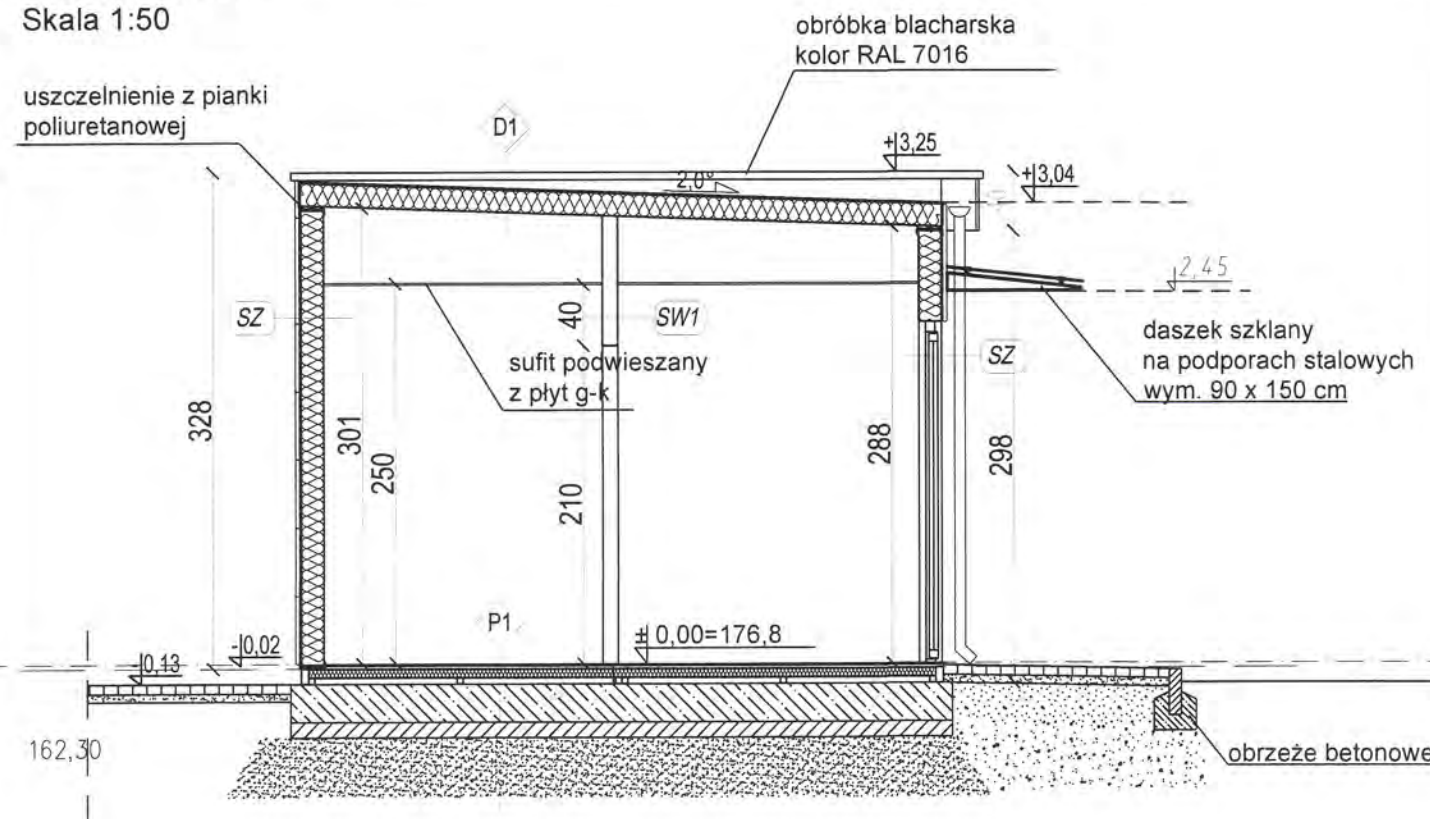 Skala 1:50
obróbka blacharska
kolor RAL 7016
uszczelnienie z pianki
poliuretanowej
D1
+3,25
+3,04
2,0°
2,45
SZ
40
SW1
SZ
daszek szklany
na podporach stalowych
wym. 90 x 150 cm
sufit podwieszany
z płyt g-k
328
301
250
210
288
298
P1
± 0,00=176,8
-0,02
-0,13
162,30
obrzeże betonowe